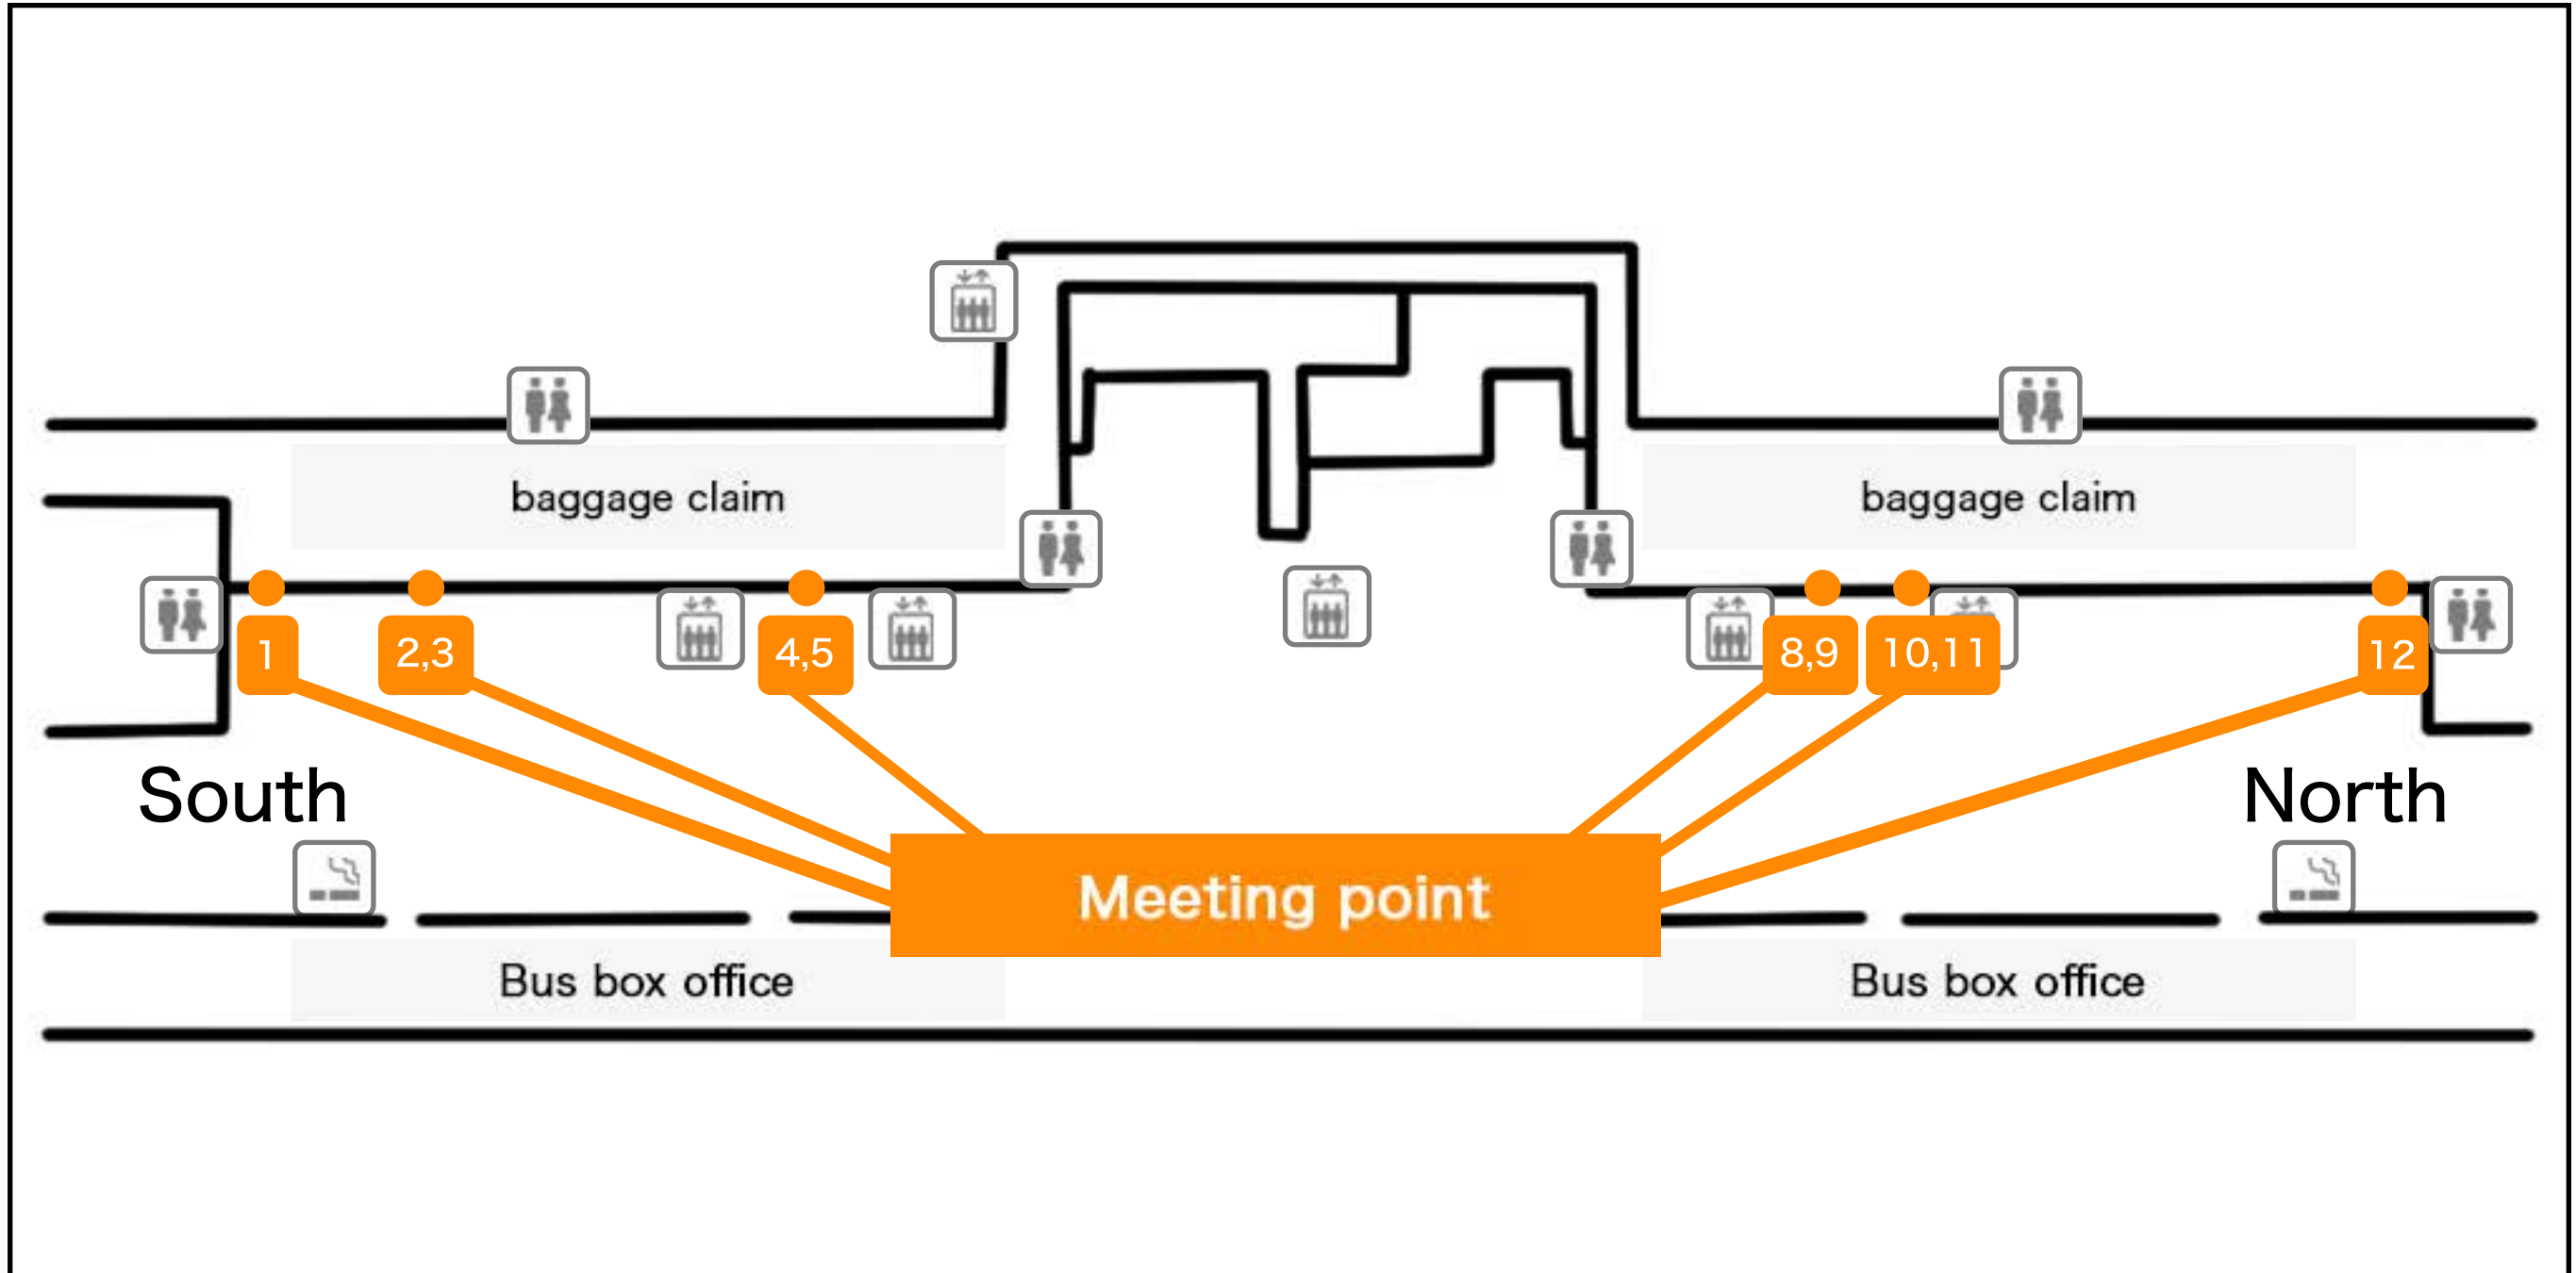 baggage claim
baggage claim
1
2,3
4,5
8,9
10,11
12
South
North
Meeting point
Bus box office
Bus box office